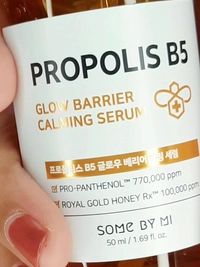 PROPOLIS B5
GLOW BARRIER
CALMING SERUM
프로폴리스 B5 글로우 베리어 카밍 세럼
PRO-PANTHENOL™ 770,000 ppm
ROYAL GOLD HONEY Rx™ 100,000 ppm
SOME BY MI
50 ml / 1.69 fl. oz.